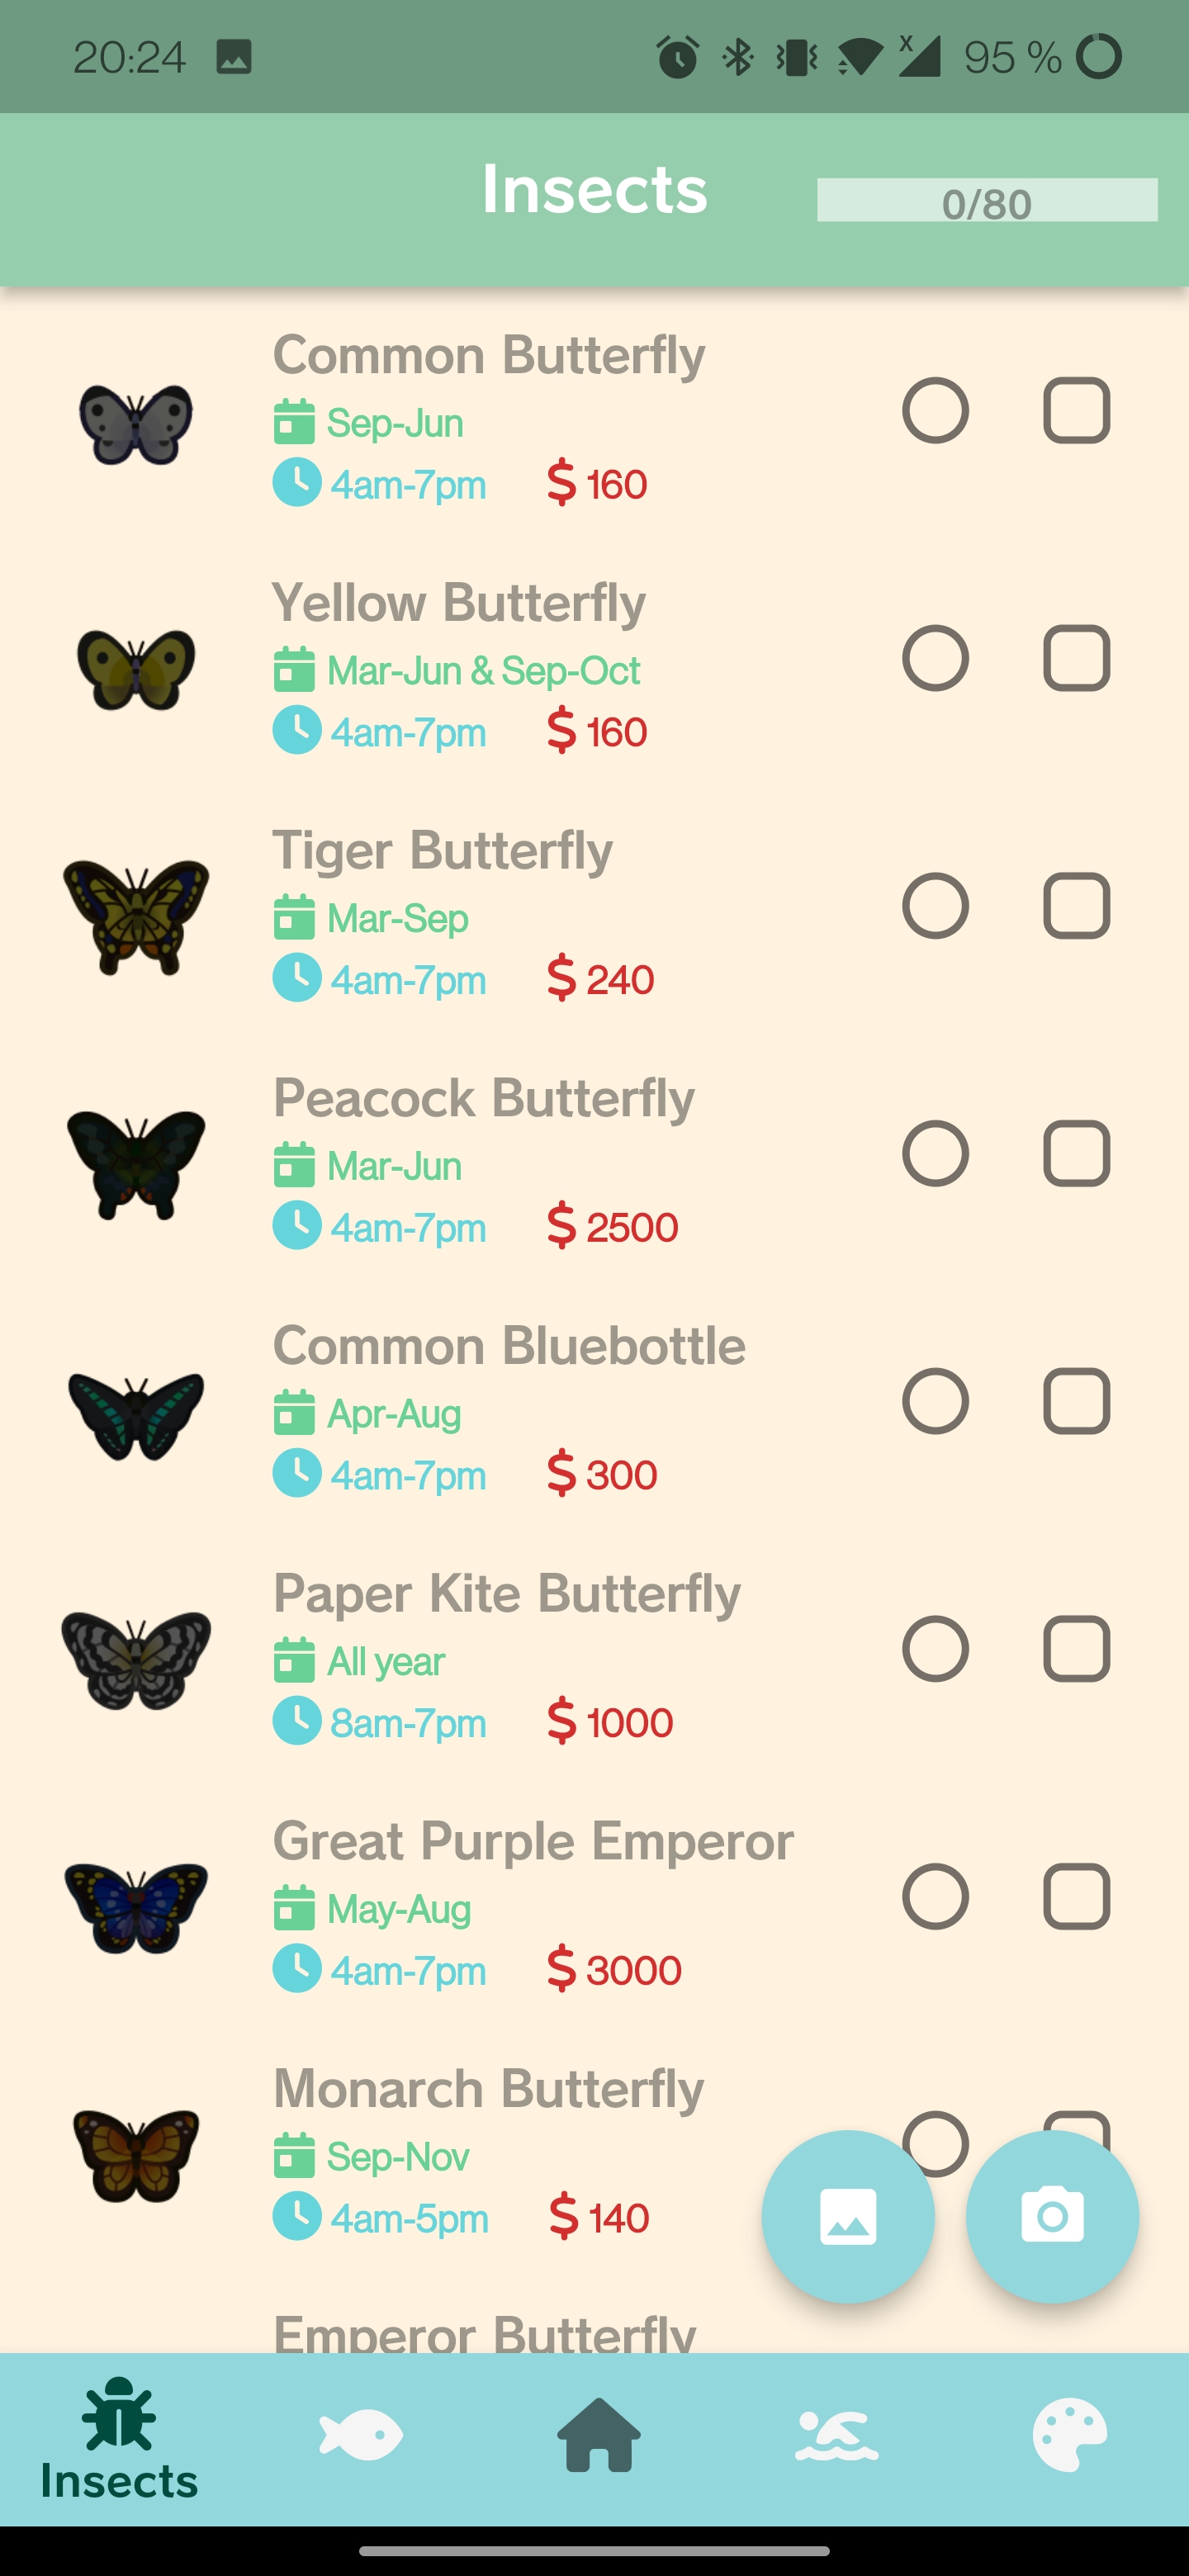 20:24 95 %
Insects
0/80
Common Butterfly
Sep-Jun
4am-7pm $ 160
Yellow Butterfly
Mar-Jun & Sep-Oct
4am-7pm $ 160
Tiger Butterfly
Mar-Sep
4am-7pm $ 240
Peacock Butterfly
Mar-Jun
4am-7pm $ 2500
Common Bluebottle
Apr-Aug
4am-7pm $ 300
Paper Kite Butterfly
All year
8am-7pm $ 1000
Great Purple Emperor
May-Aug
4am-7pm $ 3000
Monarch Butterfly
Sep-Nov
4am-5pm $ 140
Emperor Butterfly
Insects